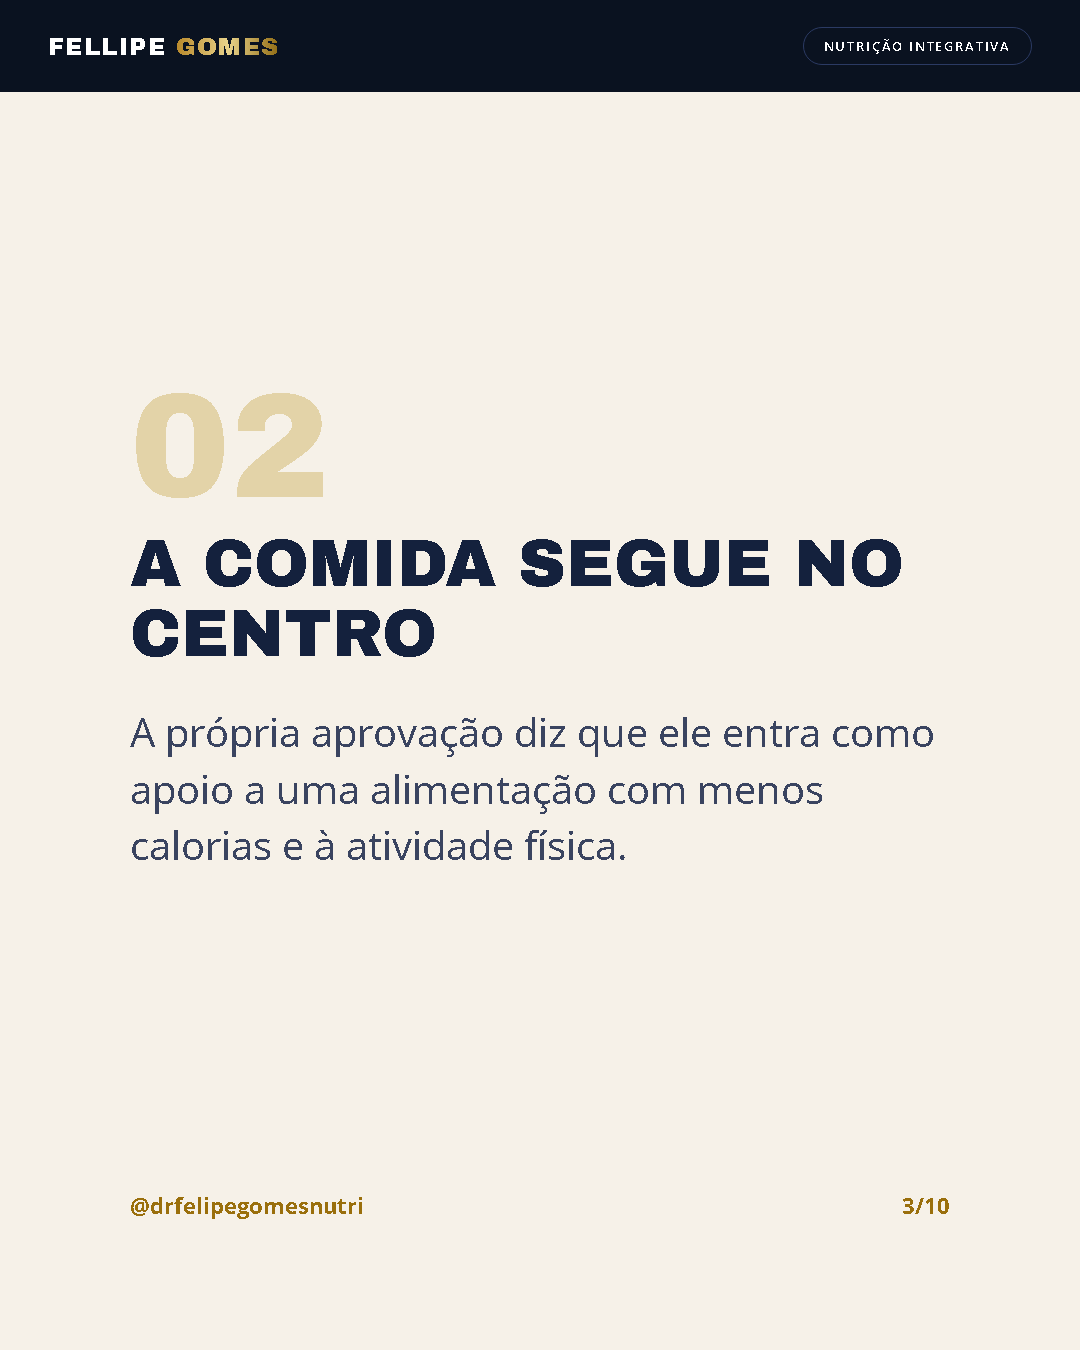 FELLIPE GOMES
NUTRIÇÃO INTEGRATIVA
02
A COMIDA SEGUE NO
CENTRO
A própria aprovação diz que ele entra como
apoio a uma alimentação com menos
calorias e à atividade física.
@drfelipegomesnutri
3/10